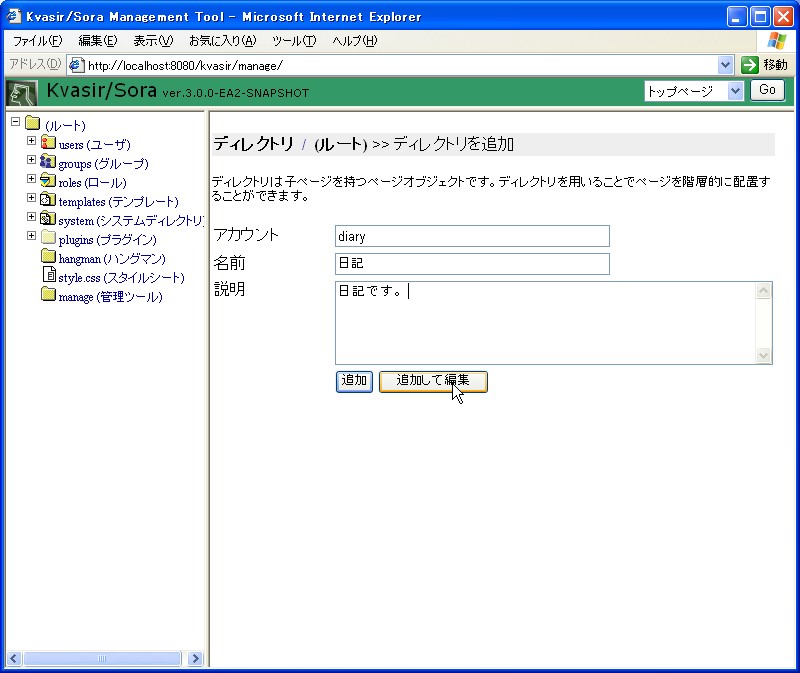 Kvasir/Sora Management Tool - Microsoft Internet Explorer
ファイル(F) 編集(E) 表示(V) お気に入り(A) ツール(T) ヘルプ(H)
アドレス(D) http://localhost:8080/kvasir/manage/ 移動
Kvasir/Sora ver.3.0.0-EA2-SNAPSHOT トップページ Go
(ルート)
users (ユーザ)
groups (グループ)
roles (ロール)
templates (テンプレート)
system (システムディレクトリ)
plugins (プラグイン)
hangman (ハングマン)
style.css (スタイルシート)
manage (管理ツール)
ディレクトリ / (ルート) >> ディレクトリを追加
ディレクトリは子ページを持つページオブジェクトです。ディレクトリを用いることでページを階層的に配置す
ることができます。
アカウント diary
名前 日記
説明 日記です。
追加 追加して編集